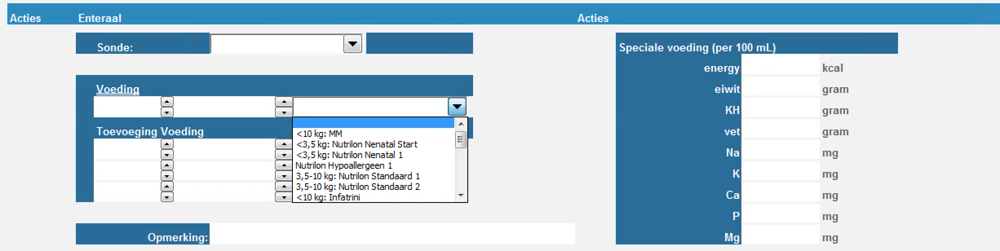 Acties Enteraal Acties
Sonde:
Voeding
Toevoeging Voeding
<10 kg: MM
<3,5 kg: Nutrilon Nenatal Start
<3,5 kg: Nutrilon Nenatal 1
Nutrilon Hypoallergeen 1
3,5-10 kg: Nutrilon Standaard 1
3,5-10 kg: Nutrilon Standaard 2
<10 kg: Infatrini
Opmerking:
Speciale voeding (per 100 mL)
energy kcal
eiwit gram
KH gram
vet gram
Na mg
K mg
Ca mg
P mg
Mg mg